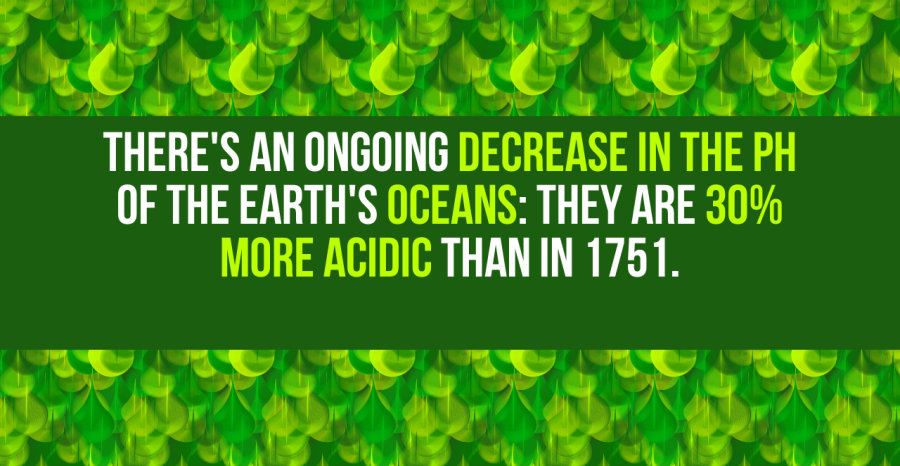 THERE'S AN ONGOING DECREASE IN THE PH
OF THE EARTH'S OCEANS: THEY ARE 30%
MORE ACIDIC THAN IN 1751.